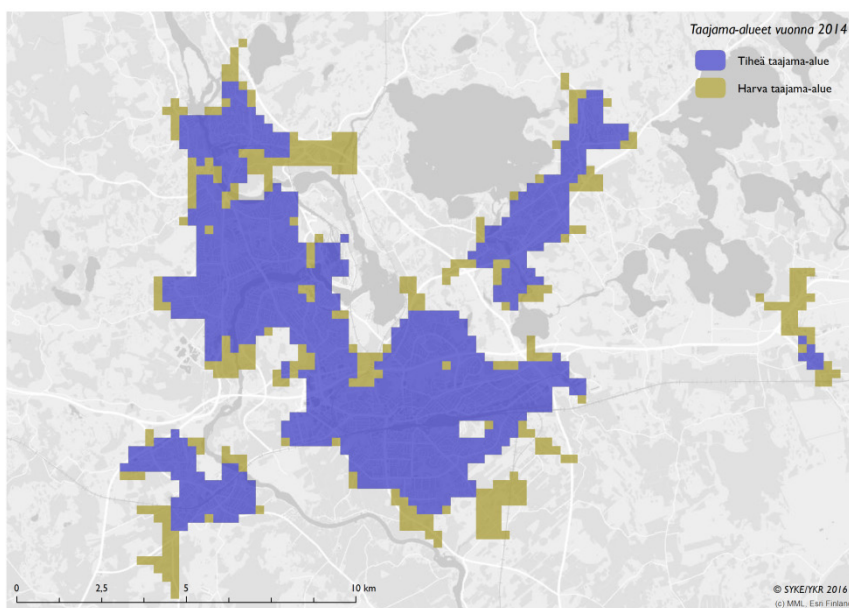 Taajama-alueet vuonna 2014
Tiheä taajama-alue
Harva taajama-alue
0 2,5 5 10 km
© SYKE/YKR 2016
(c) MML, Esri Finland